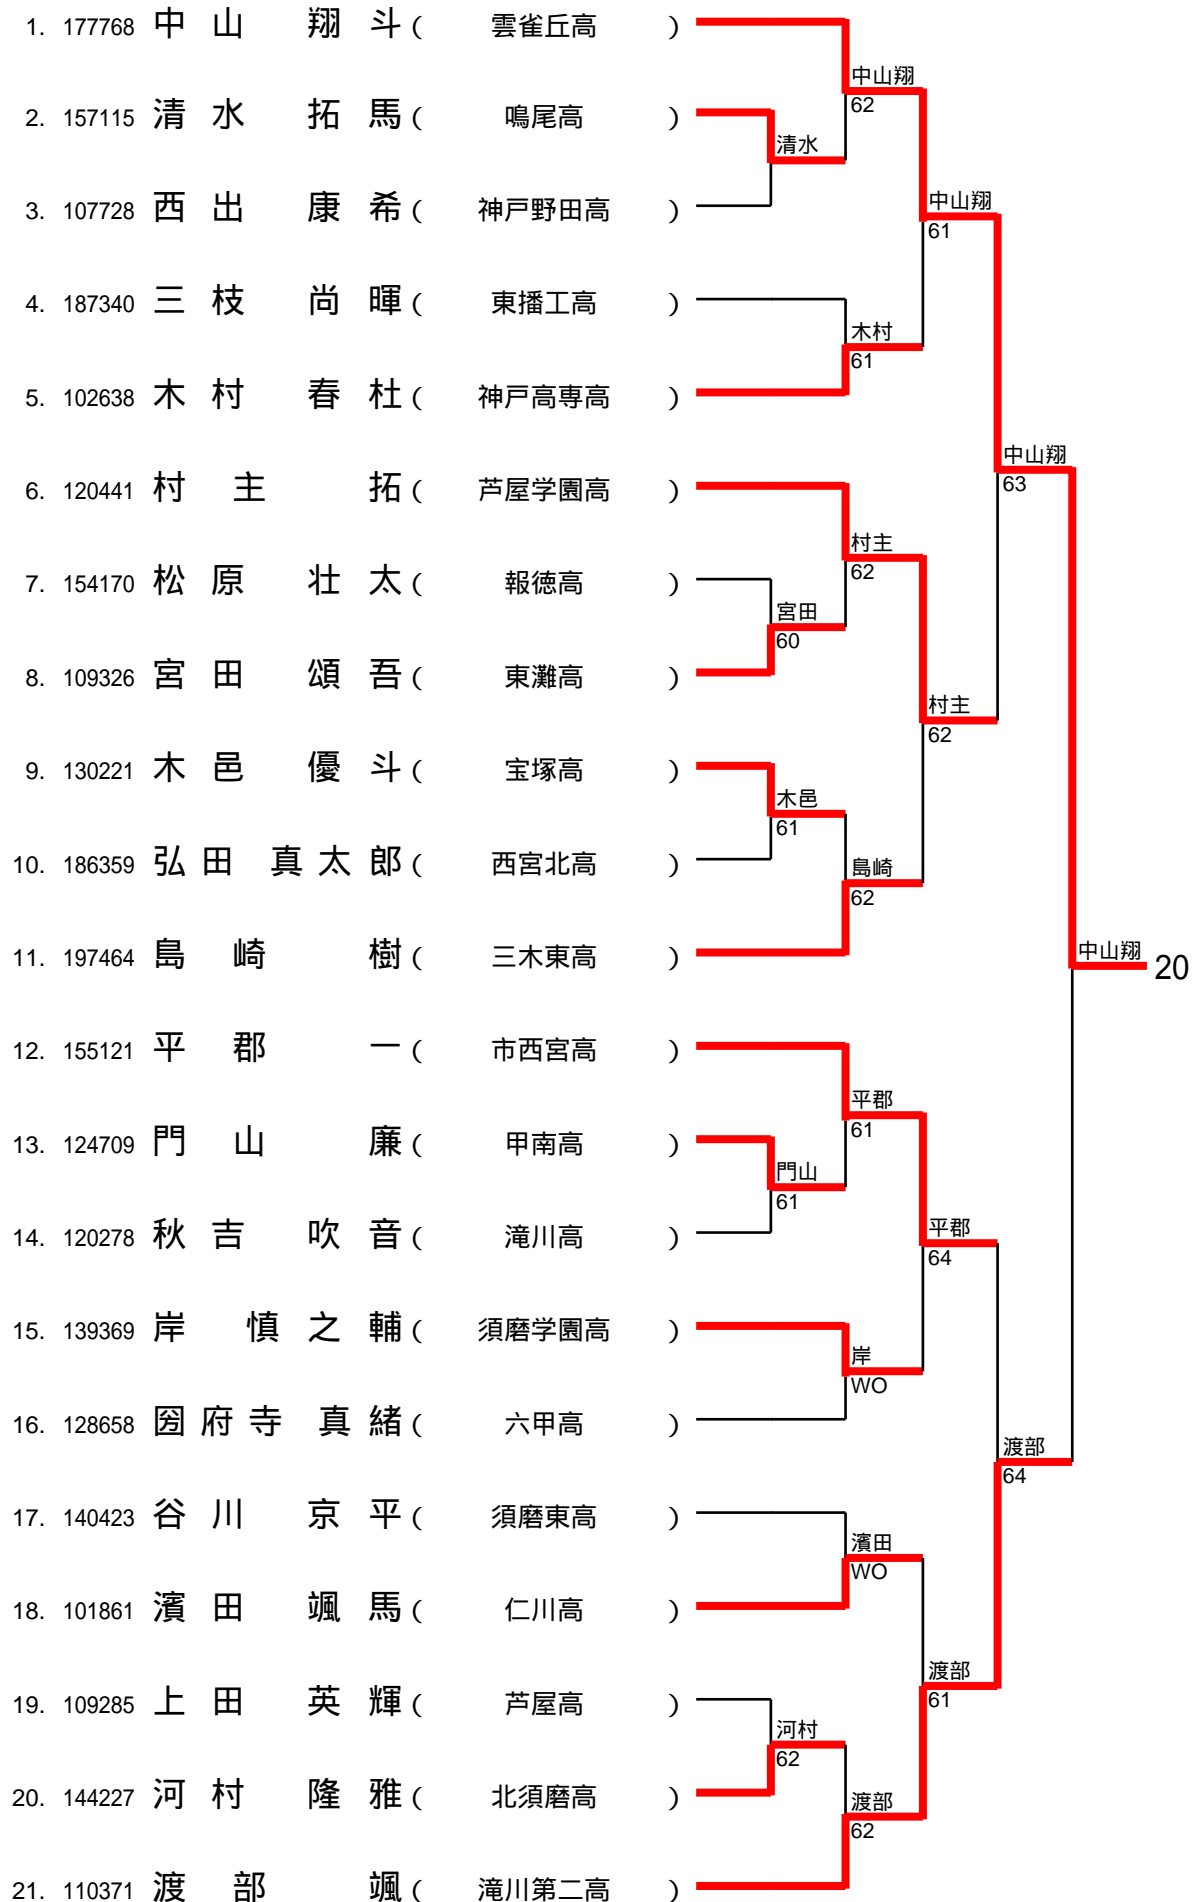 1. 177768 中山 翔斗 ( 雲雀丘高 )
中山翔
62
2. 157115 清水 拓馬 ( 鳴尾高 )
清水
3. 107728 西出 康希 ( 神戸野田高 )
中山翔
61
4. 187340 三枝 尚暉 ( 東播工高 )
木村
61
5. 102638 木村 春杜 ( 神戸高専高 )
中山翔
63
6. 120441 村主 拓 ( 芦屋学園高 )
村主
62
7. 154170 松原 壮太 ( 報徳高 )
宮田
60
8. 109326 宮田 頌吾 ( 東灘高 )
村主
62
9. 130221 木邑 優斗 ( 宝塚高 )
木邑
61
10. 186359 弘田 真太郎 ( 西宮北高 )
島崎
62
11. 197464 島崎 樹 ( 三木東高 )
中山翔 20
12. 155121 平郡 一 ( 市西宮高 )
平郡
61
13. 124709 門山 廉 ( 甲南高 )
門山
61
14. 120278 秋吉 吹音 ( 滝川高 )
平郡
64
15. 139369 岸 慎之輔 ( 須磨学園高 )
岸
WO
16. 128658 圀府寺 真緒 ( 六甲高 )
渡部
64
17. 140423 谷川 京平 ( 須磨東高 )
濱田
WO
18. 101861 濱田 颯馬 ( 仁川高 )
渡部
61
19. 109285 上田 英輝 ( 芦屋高 )
河村
62
20. 144227 河村 隆雅 ( 北須磨高 )
渡部
62
21. 110371 渡部 颯 ( 滝川第二高 )